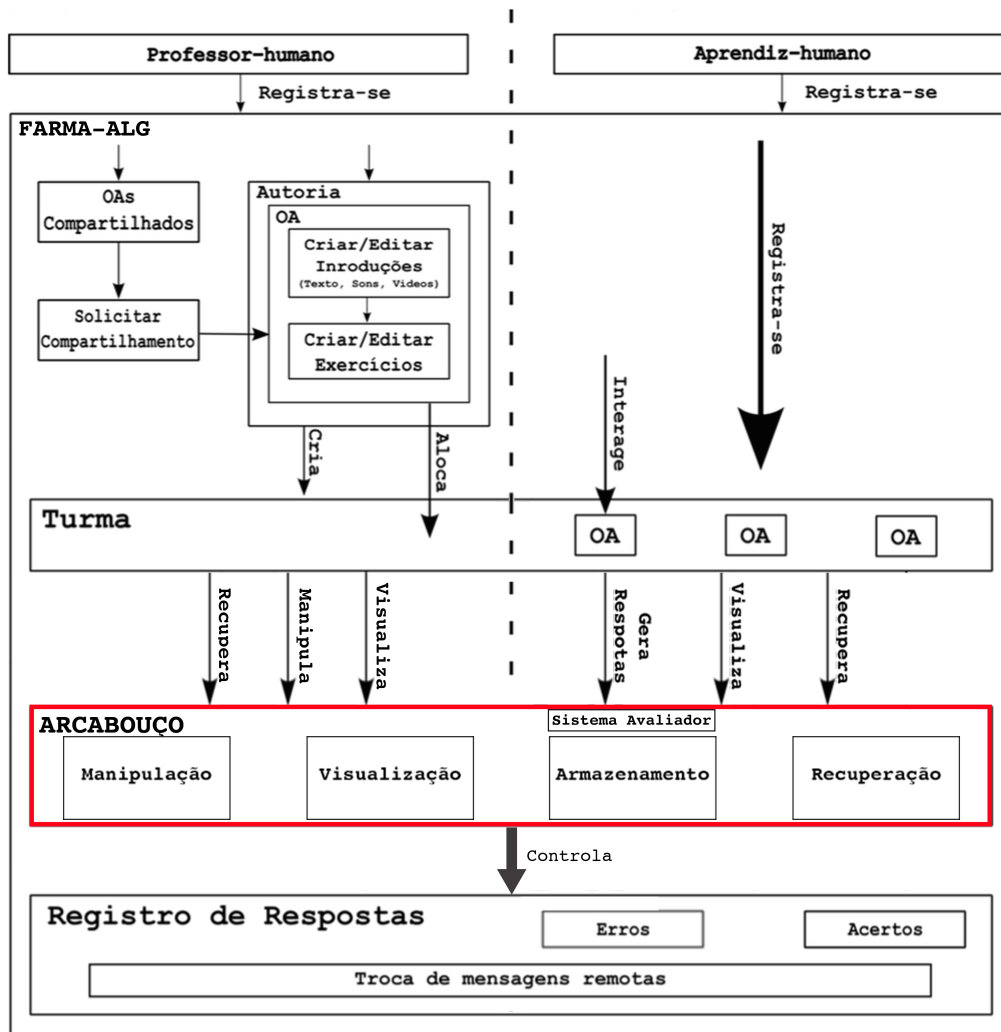 Professor-humano
Aprendiz-humano
Registra-se
Registra-se
FARMA-ALG
OAs
Compartilhados
Solicitar
Compartilhamento
Autoria
OA
Criar/Editar
Inroduções
(Texto, Sons, Videos)
Criar/Editar
Exercícios
Registra-se
Interage
Cria
Aloca
Turma
OA
OA
OA
Recupera
Manipula
Visualiza
Gera
Respotas
Visualiza
Recupera
ARCABOUÇO
Sistema Avaliador
Manipulação
Visualização
Armazenamento
Recuperação
Controla
Registro de Respostas
Erros
Acertos
Troca de mensagens remotas